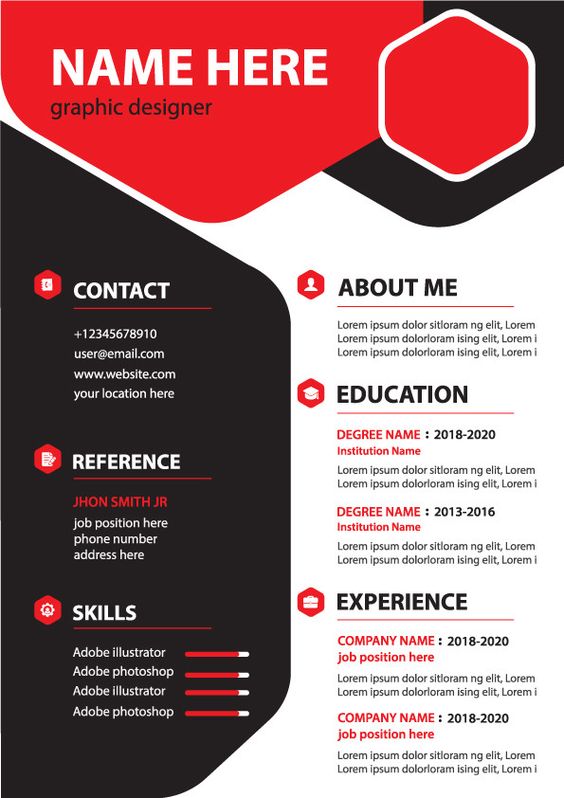 NAME HERE
graphic designer
CONTACT
+12345678910
user@email.com
www.website.com
your location here
REFERENCE
JHON SMITH JR
job position here
phone number
address here
SKILLS
Adobe illustrator
Adobe photoshop
Adobe illustrator
Adobe photoshop
ABOUT ME
Lorem ipsum dolor sitloram ng elit, Lorem
Lorem ipsum dolorloram ism elit, Lorem i
Lorem ipsum dolorloram ism elit, Lorem i
EDUCATION
DEGREE NAME : 2018-2020
Institution Name
Lorem ipsum dolor sitloram ng elit, Lorem
Lorem ipsum dolorloram ism elit, Lorem i
DEGREE NAME : 2013-2016
Institution Name
Lorem ipsum dolor sitloram ng elit, Lorem
Lorem ipsum dolorloram ism elit, Lorem i
EXPERIENCE
COMPANY NAME : 2018-2020
job position here
Lorem ipsum dolor sitloram ng elit, Lorem
Lorem ipsum dolorloram ism elit, Lorem i
COMPANY NAME : 2018-2020
job position here
Lorem ipsum dolor sitloram ng elit, Lorem
Lorem ipsum dolorloram ism elit, Lorem i